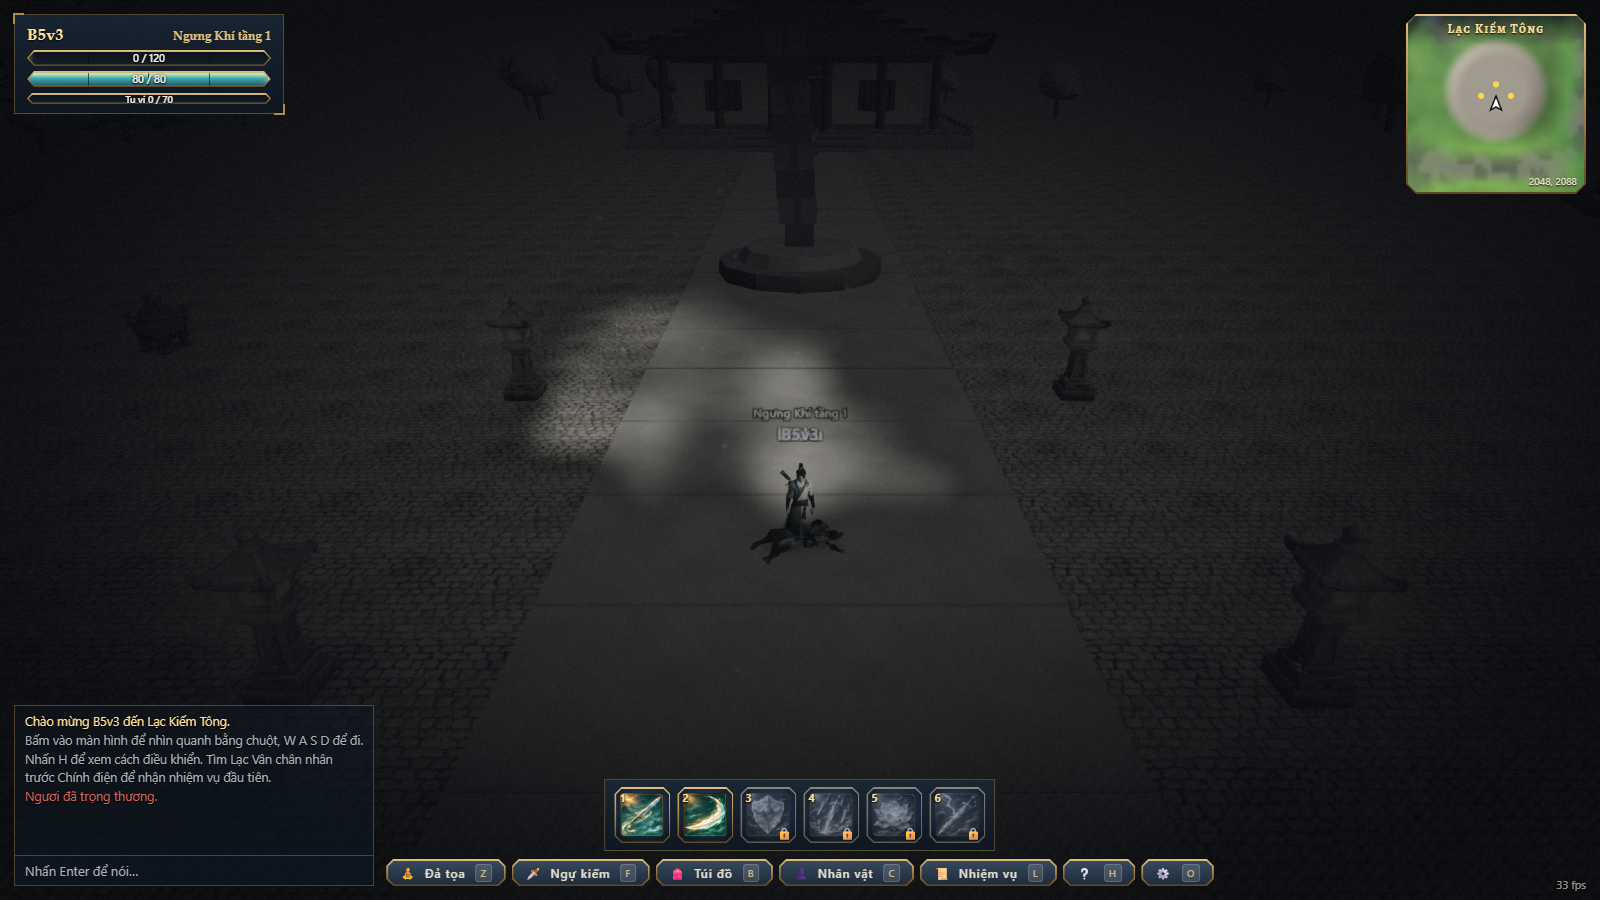 B5v3
Ngưng Khí tầng 1
0 / 120
80 / 80
Tu vi 0 / 70
LẠC KIẾM TÔNG
2048, 2088
Ngưng Khí tầng 1
B5v3
Chào mừng B5v3 đến Lạc Kiếm Tông.
Bấm vào màn hình để nhìn quanh bằng chuột, W A S D để đi.
Nhấn H để xem cách điều khiển. Tìm Lạc Vân chân nhân
trước Chính điện để nhận nhiệm vụ đầu tiên.
Ngươi đã trọng thương.
Nhấn Enter để nói...
1 2 3 4 5 6
Đả tọa Z Ngự kiếm F Túi đồ B Nhân vật C Nhiệm vụ L ? H O
33 fps